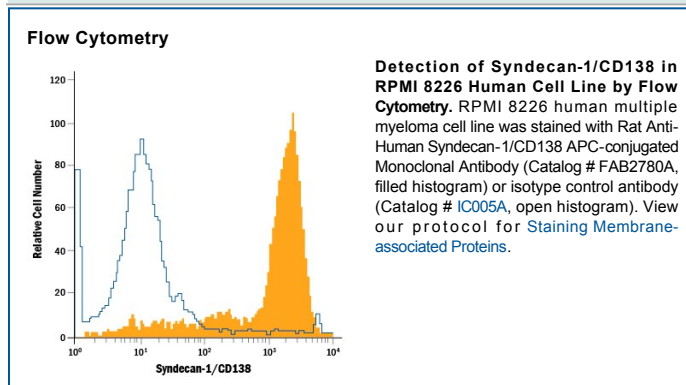 Flow Cytometry
Detection of Syndecan-1/CD138 in
RPMI 8226 Human Cell Line by Flow
Cytometry. RPMI 8226 human multiple
myeloma cell line was stained with Rat Anti-
Human Syndecan-1/CD138 APC-conjugated
Monoclonal Antibody (Catalog # FAB2780A,
filled histogram) or isotype control antibody
(Catalog # IC005A, open histogram). View
our protocol for Staining Membrane-
associated Proteins.
Relative Cell Number
120
100
80
60
40
20
0
10⁰ 10¹ 10² 10³ 10⁴
Syndecan-1/CD138